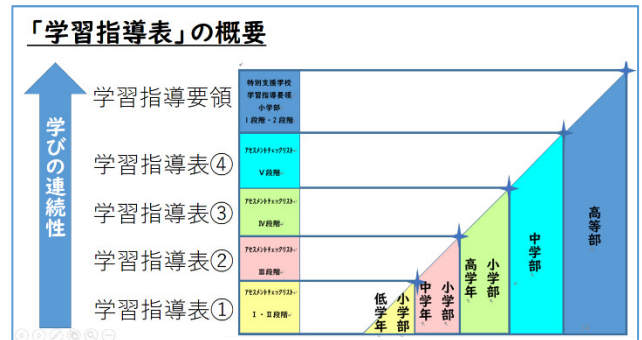 「学習指導表」の概要
学びの連続性
学習指導要領
学習指導表④
学習指導表③
学習指導表②
学習指導表①
特別支援学校
学習指導要領
小学部
1段階・2段階
アセスメントチェックリスト
Ⅴ段階
アセスメントチェックリスト
Ⅳ段階
アセスメントチェックリスト
Ⅲ段階
アセスメントチェックリスト
Ⅰ・Ⅱ段階
小学部
低学年
小学部
中学年
小学部
高学年
中学部
高等部